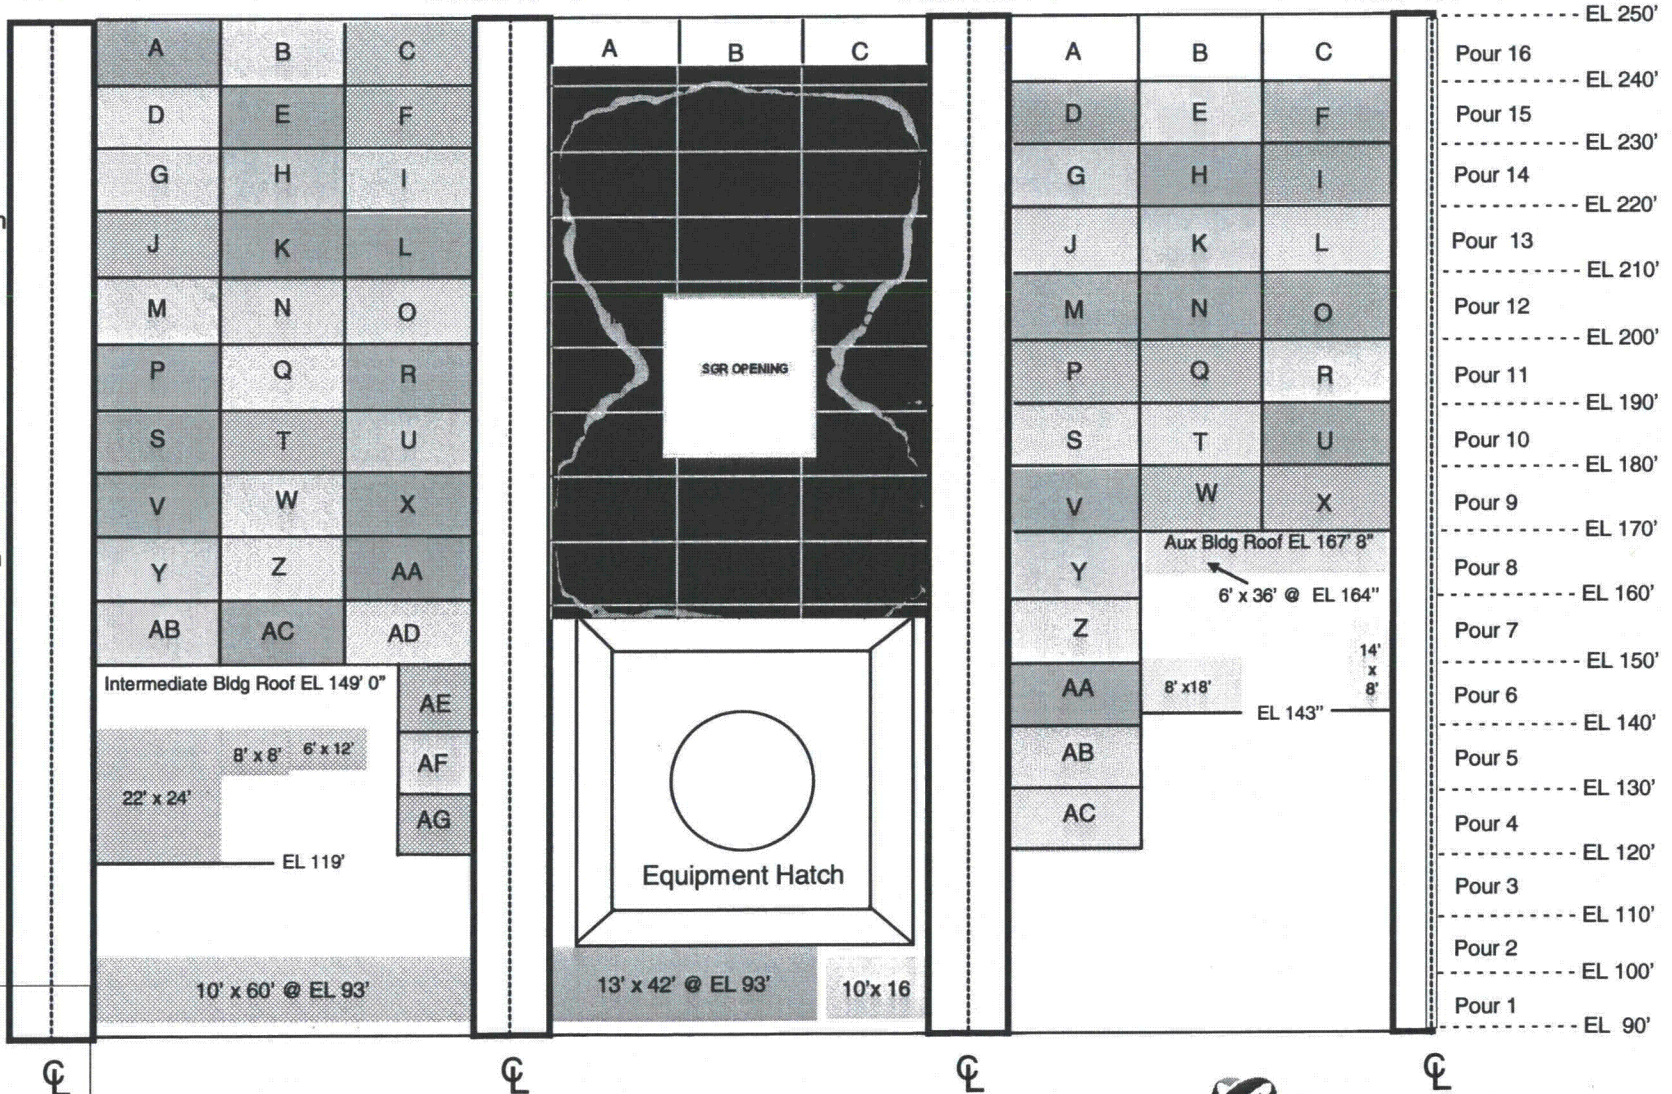 EL 250'
A B C A B C A B C Pour 16
EL 240'
D E F D E F Pour 15
EL 230'
G H I G H I Pour 14
EL 220'
J K L J K L Pour 13
EL 210'
M N O M N O Pour 12
EL 200'
P Q R SGR OPENING P Q R Pour 11
EL 190'
S T U S T U Pour 10
EL 180'
V W X V W X Pour 9
EL 170'
Aux Bldg Roof EL 167' 8"
Y Z AA Y Pour 8
6' x 36' @ EL 164" EL 160'
AB AC AD Z Pour 7
14'
x
8'
EL 150'
Intermediate Bldg Roof EL 149' 0"
AE AA 8' x18' Pour 6
EL 143"
EL 140'
8' x 8' 6' x 12'
AF AB Pour 5
EL 130'
22' x 24'
AG AC Pour 4
EL 119' EL 120'
Equipment Hatch Pour 3
EL 110'
Pour 2
EL 100'
10' x 60' @ EL 93' 13' x 42' @ EL 93' 10'x 16 Pour 1
EL 90'
℄ ℄ ℄ ℄